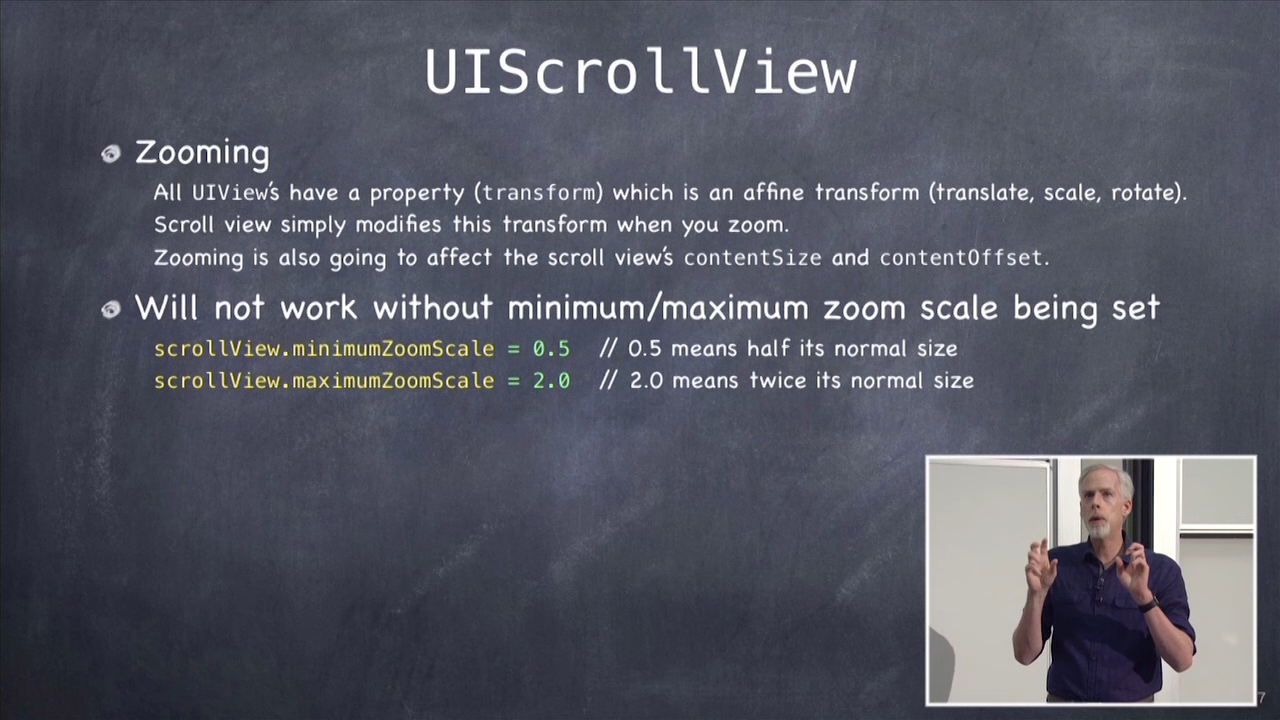 UIScrollView
Zooming
All UIView's have a property (transform) which is an affine transform (translate, scale, rotate).
Scroll view simply modifies this transform when you zoom.
Zooming is also going to affect the scroll view's contentSize and contentOffset.
Will not work without minimum/maximum zoom scale being set
scrollView.minimumZoomScale = 0.5 // 0.5 means half its normal size
scrollView.maximumZoomScale = 2.0 // 2.0 means twice its normal size